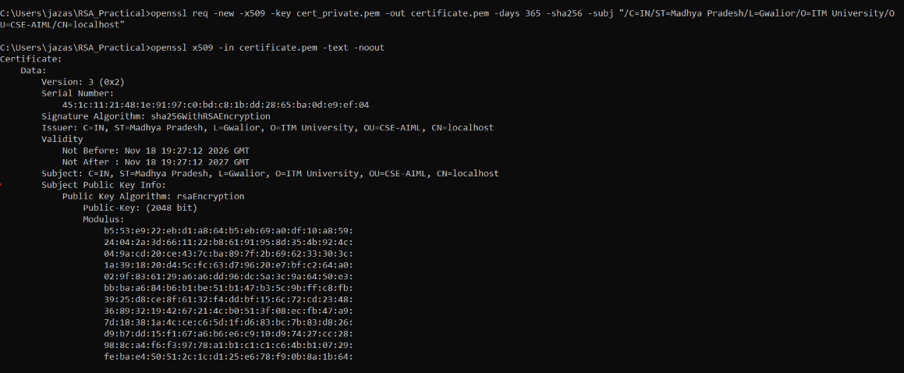 C:\Users\jazas\RSA_Practical>openssl req -new -x509 -key cert_private.pem -out certificate.pem -days 365 -sha256 -subj "/C=IN/ST=Madhya Pradesh/L=Gwalior/O=ITM University/O
U=CSE-AIML/CN=localhost"
C:\Users\jazas\RSA_Practical>openssl x509 -in certificate.pem -text -noout
Certificate:
Data:
Version: 3 (0x2)
Serial Number:
45:1c:11:21:48:1e:91:97:c0:bd:c8:1b:dd:28:65:ba:0d:e9:ef:04
Signature Algorithm: sha256WithRSAEncryption
Issuer: C=IN, ST=Madhya Pradesh, L=Gwalior, O=ITM University, OU=CSE-AIML, CN=localhost
Validity
Not Before: Nov 18 19:27:12 2026 GMT
Not After : Nov 18 19:27:12 2027 GMT
Subject: C=IN, ST=Madhya Pradesh, L=Gwalior, O=ITM University, OU=CSE-AIML, CN=localhost
Subject Public Key Info:
Public Key Algorithm: rsaEncryption
Public-Key: (2048 bit)
Modulus:
b5:53:e9:22:eb:d1:a8:64:b5:eb:69:a0:df:10:a8:59:
24:04:2a:3d:66:11:22:b8:61:91:95:8d:35:4b:92:4c:
04:9a:cd:20:ce:43:7c:ba:89:7f:2b:69:62:33:30:3c:
1a:39:18:20:d4:5c:fc:63:d7:96:20:e7:bf:c2:64:a0:
02:9f:83:61:29:a6:a6:dd:96:dc:5a:3c:9a:64:50:e3:
bb:ba:a6:84:b6:b1:be:51:b1:47:b3:5c:9b:ff:c8:fb:
39:25:d8:ce:8f:61:32:f4:dd:bf:15:6c:72:cd:23:48:
36:89:32:19:42:67:21:4c:b0:51:3f:08:ec:fb:47:a9:
7d:18:38:1a:4c:ce:c6:5d:1f:d6:83:bc:7b:83:d8:26:
d9:b7:dd:15:f1:67:a6:b6:e6:c9:10:d9:74:27:cc:28:
98:8c:a4:f6:f3:97:78:a1:b1:c1:c1:c6:4b:b1:07:29:
fe:ba:e4:50:51:2c:1c:d1:25:e6:78:f9:0b:8a:1b:64: